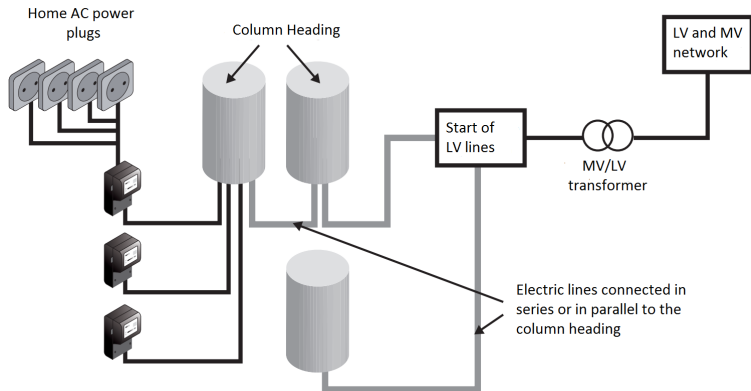 Home AC power
plugs
Column Heading
LV and MV
network
Start of
LV lines
MV/LV
transformer
Electric lines connected in
series or in parallel to the
column heading